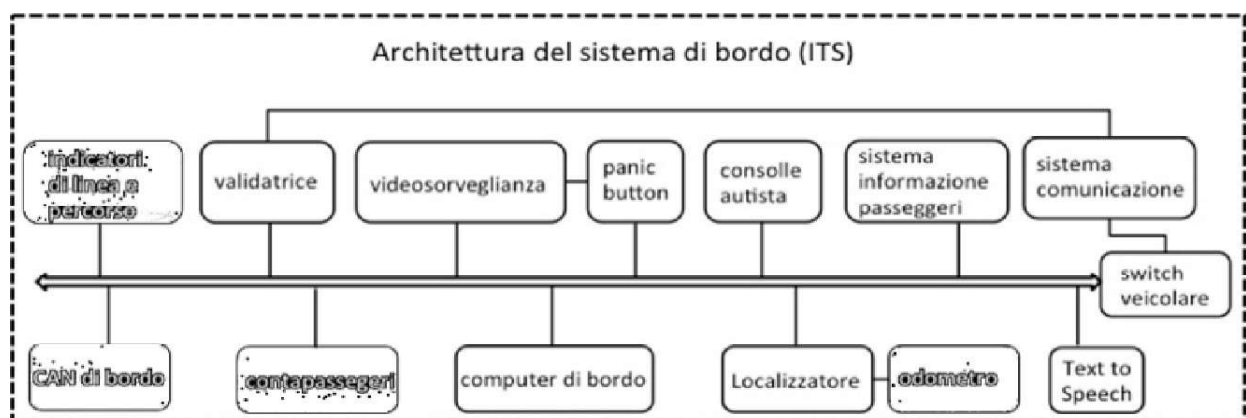 Architettura del sistema di bordo (ITS)
indicatori
di linea e
percorso
validatrice
videosorveglianza
panic
button
consolle
autista
sistema
informazione
passeggeri
sistema
comunicazione
switch
veicolare
CAN di bordo
contapassegeri
computer di bordo
Localizzatore
odometro
Text to
Speech